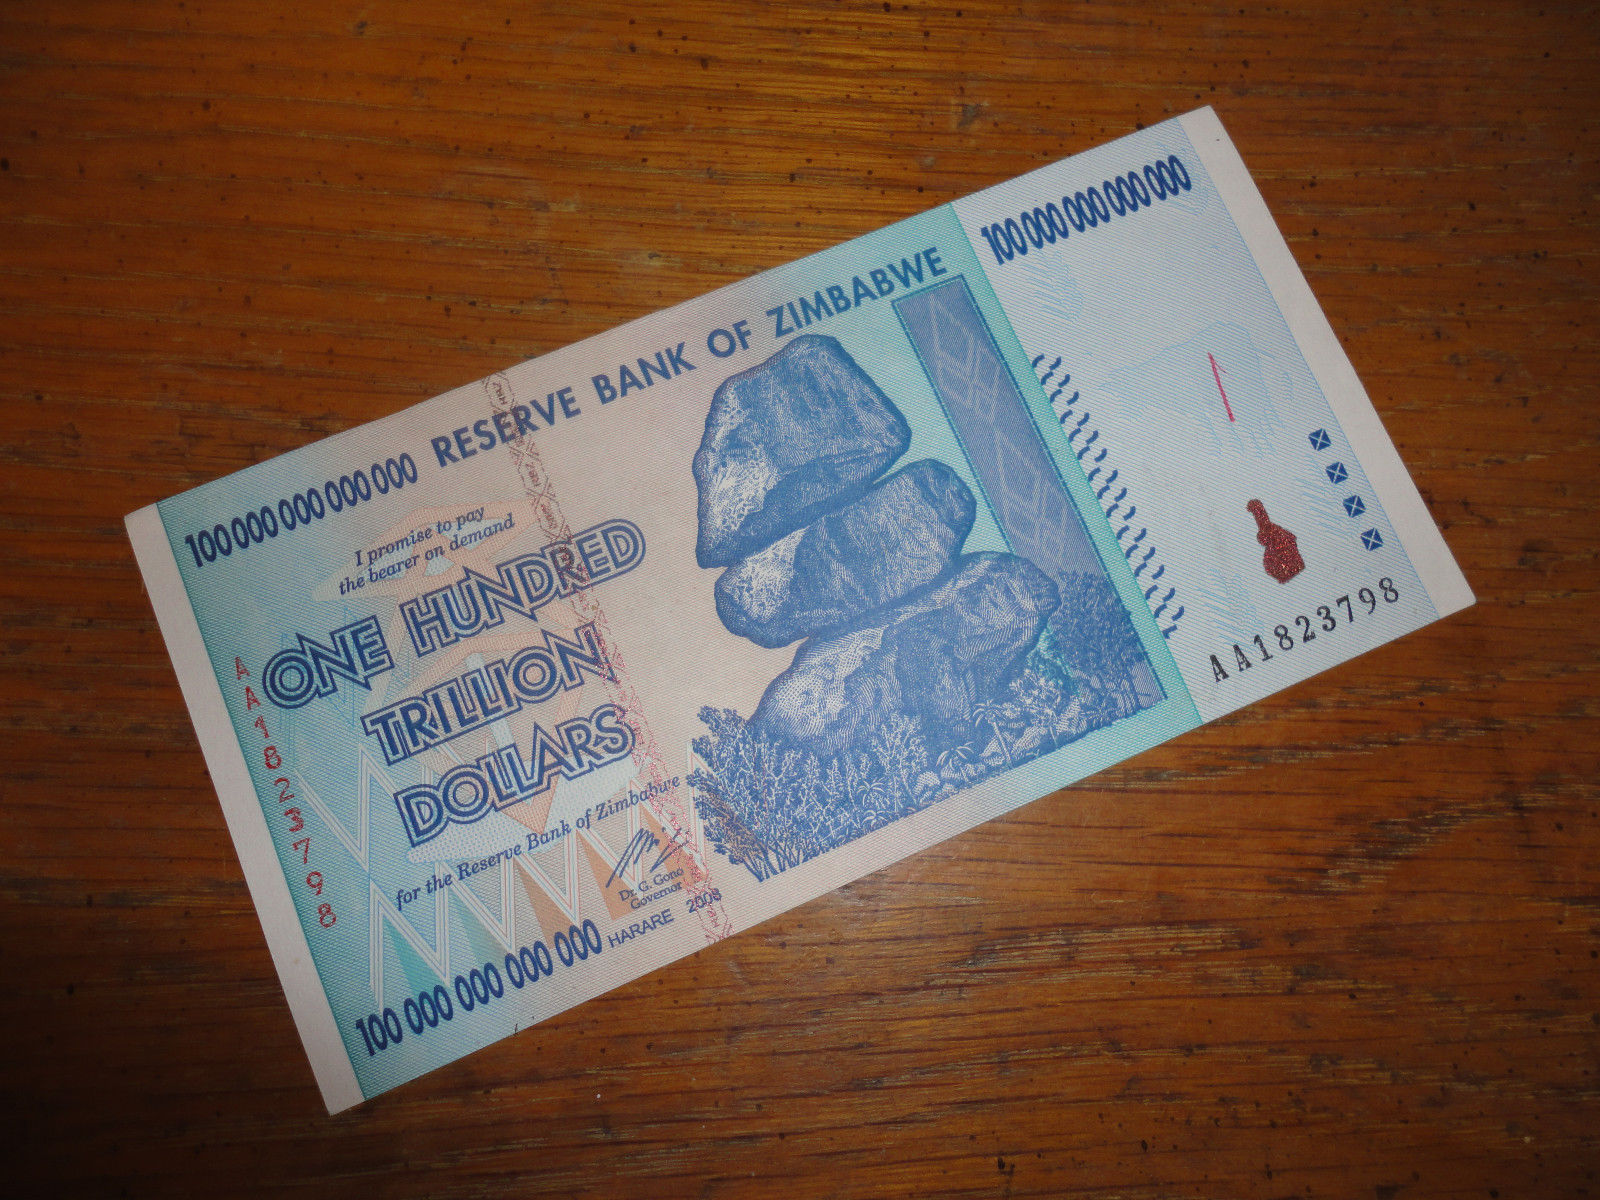 100 000 000 000 000
RESERVE BANK OF ZIMBABWE
100 000 000 000 000
I promise to pay
the bearer on demand
ONE HUNDRED
TRILLION
DOLLARS
for the Reserve Bank of Zimbabwe
Dr. G. Gono
Governor
HARARE 2008
100 000 000 000 000
AA1823798
AA1823798